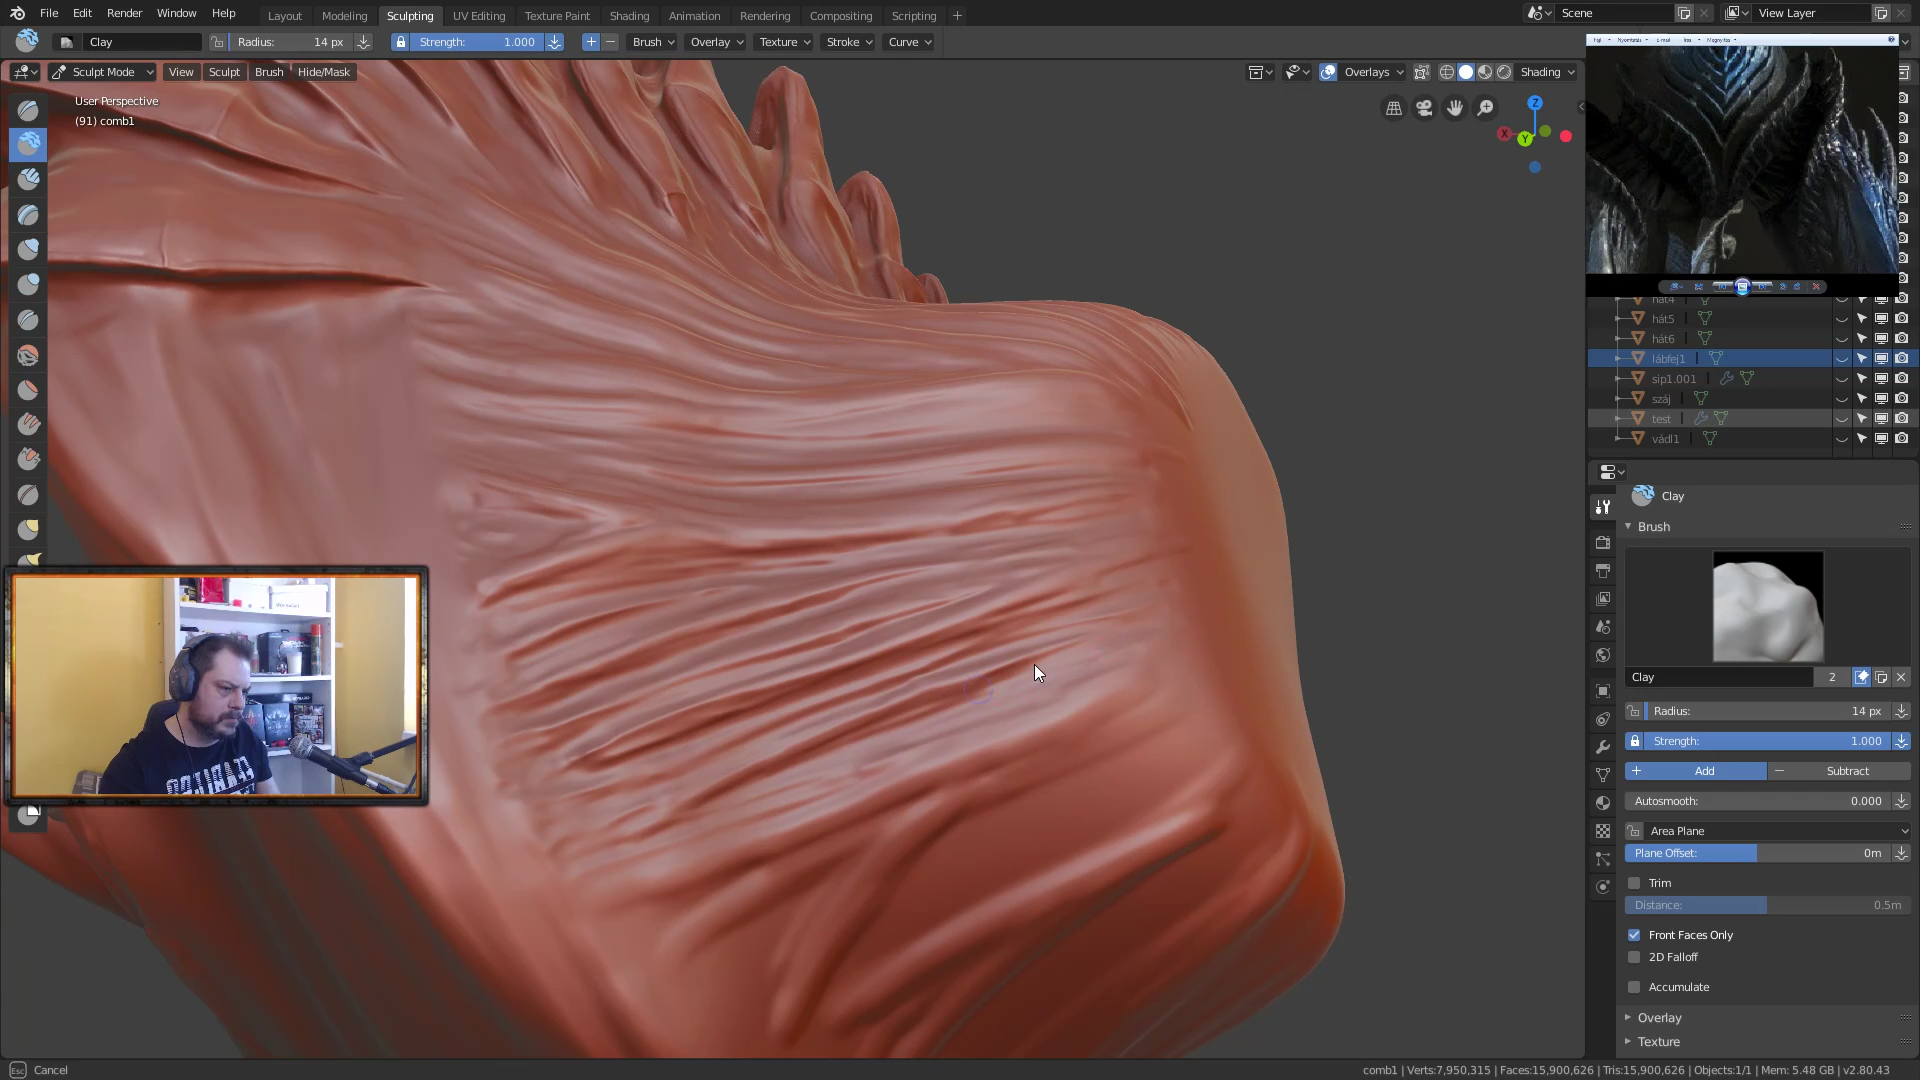 File Edit Render Window Help Layout Modeling Sculpting UV Editing Texture Paint Shading Animation Rendering Compositing Scripting + Scene View Layer
Clay Radius: 14 px Strength: 1.000 Brush Overlay Texture Stroke Curve
Sculpt Mode View Sculpt Brush Hide/Mask Overlays Shading
User Perspective
(91) comb1
Z
X
Y
hát4
hát5
hát6
lábfej1
sip1.001
száj
test
vádl1
Clay
Brush
Clay 2
Radius: 14 px
Strength: 1.000
Add Subtract
Autosmooth: 0.000
Area Plane
Plane Offset: 0m
Trim
Distance: 0.5m
Front Faces Only
2D Falloff
Accumulate
Overlay
Texture
Esc Cancel comb1 | Verts:7,950,315 | Faces:15,900,626 | Tris:15,900,626 | Objects:1/1 | Mem: 5.48 GB | v2.80.43